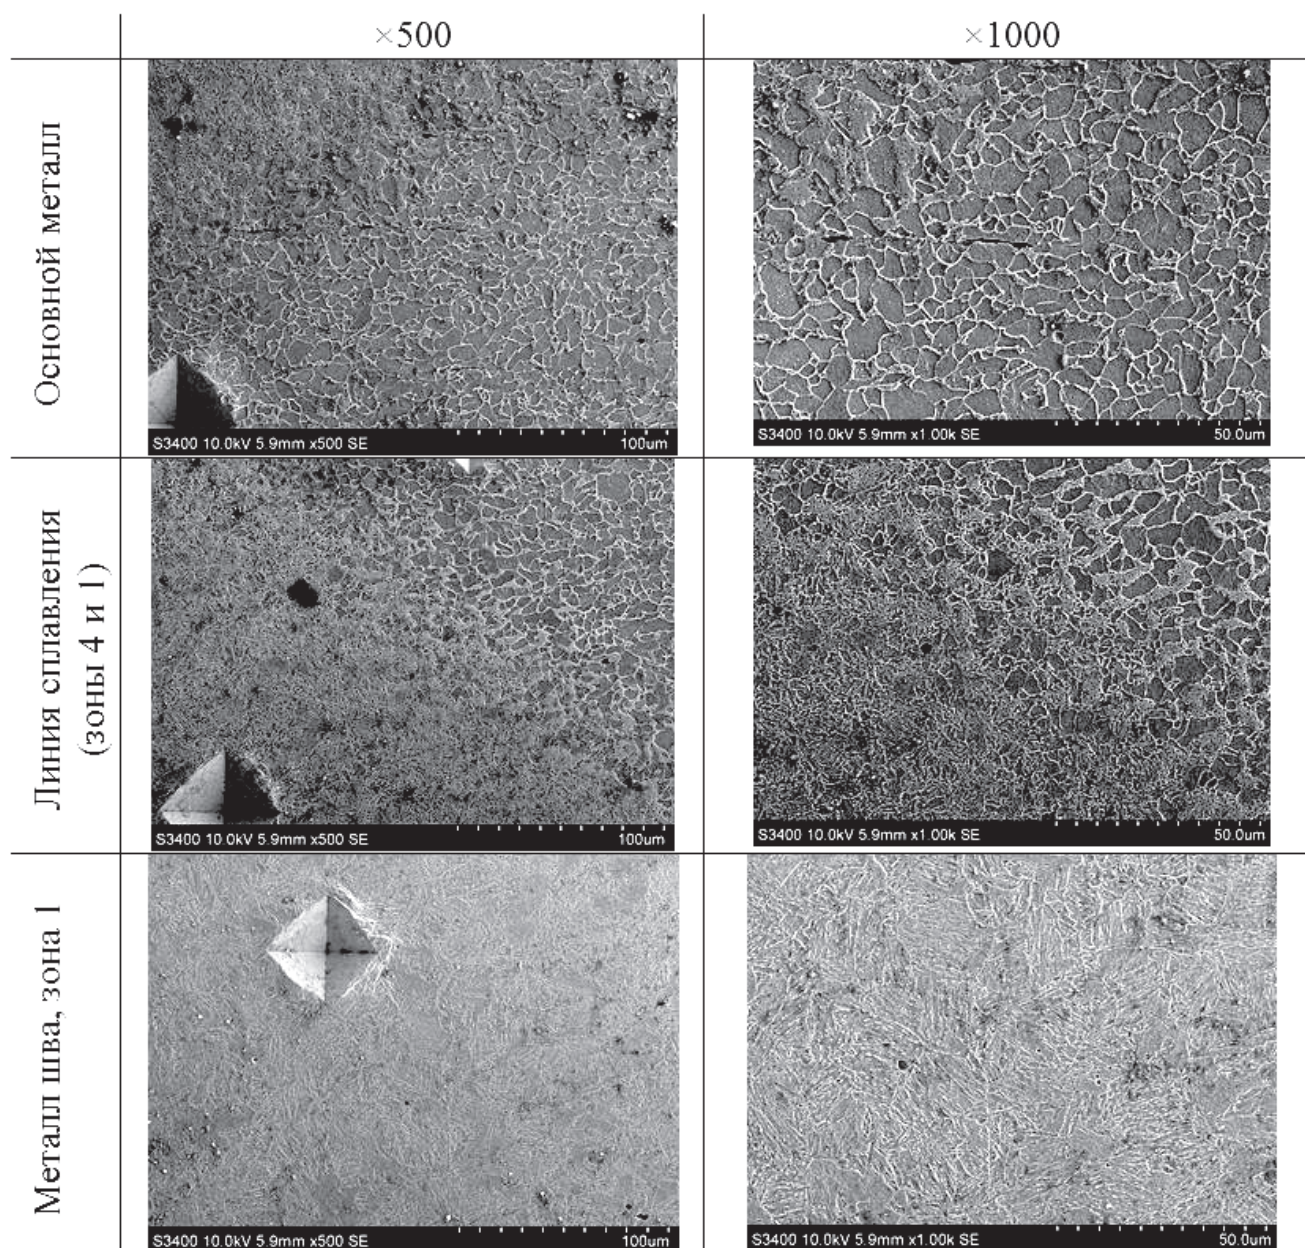 ×500
×1000
Основной металл
S3400 10.0kV 5.9mm x500 SE
100um
S3400 10.0kV 5.9mm x1.00k SE
50.0um
Линия сплавления
(зоны 4 и 1)
S3400 10.0kV 5.9mm x500 SE
100um
S3400 10.0kV 5.9mm x1.00k SE
50.0um
Металл шва, зона 1
S3400 10.0kV 5.9mm x500 SE
100um
S3400 10.0kV 5.9mm x1.00k SE
50.0um